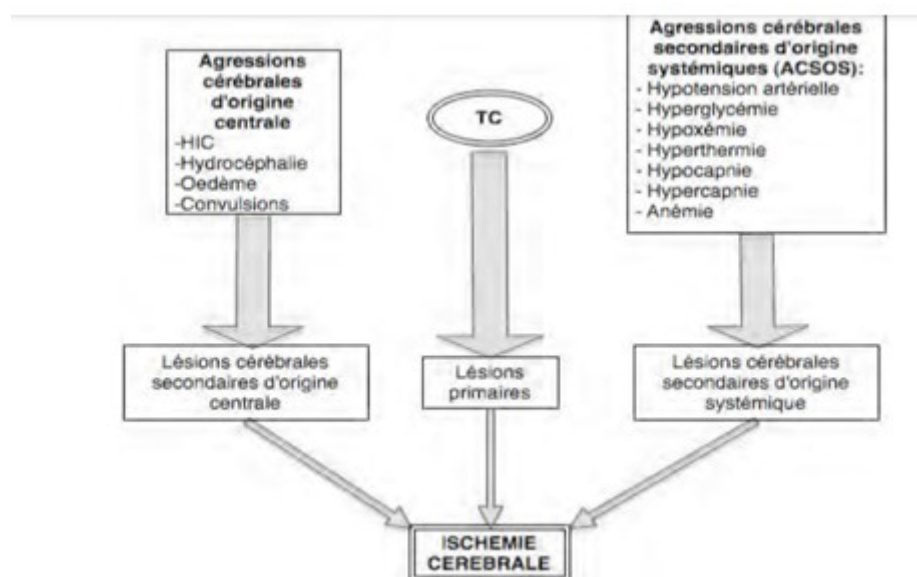 Agressions
cérébrales
d'origine
centrale
-HIC
-Hydrocéphalie
-Oedème
-Convulsions
TC
Agressions cérébrales
secondaires d'origine
systémiques (ACSOS):
- Hypotension artérielle
- Hyperglycémie
- Hypoxémie
- Hyperthermie
- Hypocapnie
- Hypercapnie
- Anémie
Lésions cérébrales
secondaires d'origine
centrale
Lésions
primaires
Lésions cérébrales
secondaires d'origine
systémique
ISCHEMIE
CEREBRALE